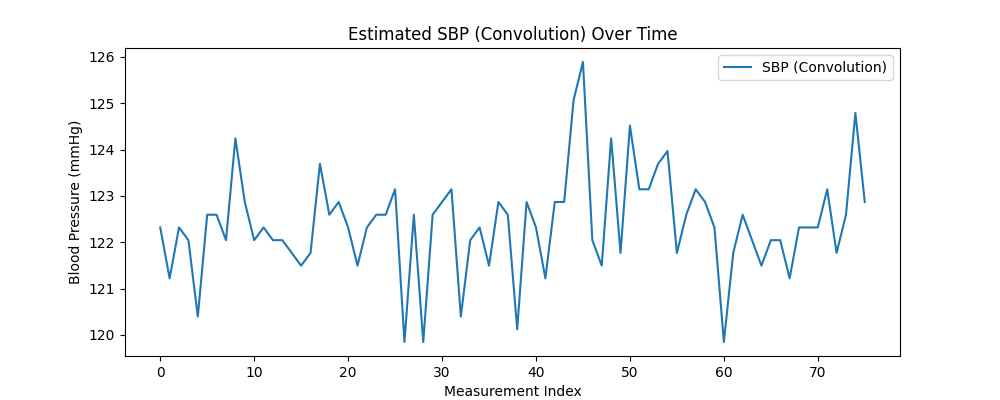 Estimated SBP (Convolution) Over Time
SBP (Convolution)
Blood Pressure (mmHg)
126
125
124
123
122
121
120
0 10 20 30 40 50 60 70
Measurement Index